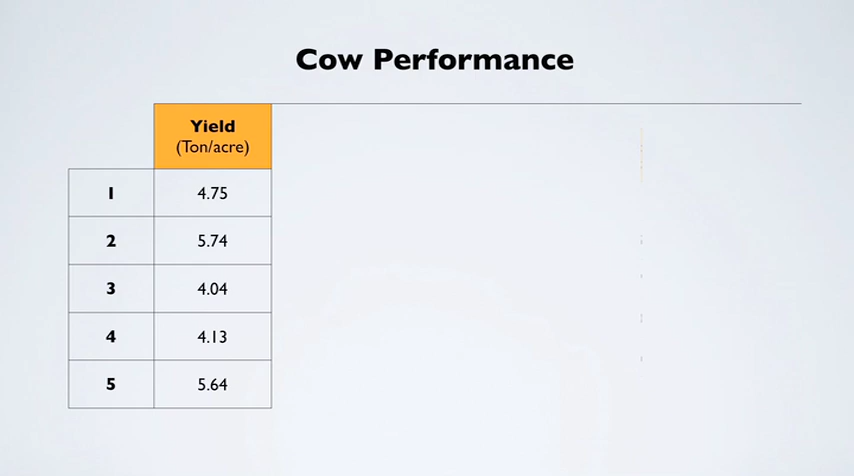 Cow Performance
Yield
(Ton/acre)
1 4.75
2 5.74
3 4.04
4 4.13
5 5.64